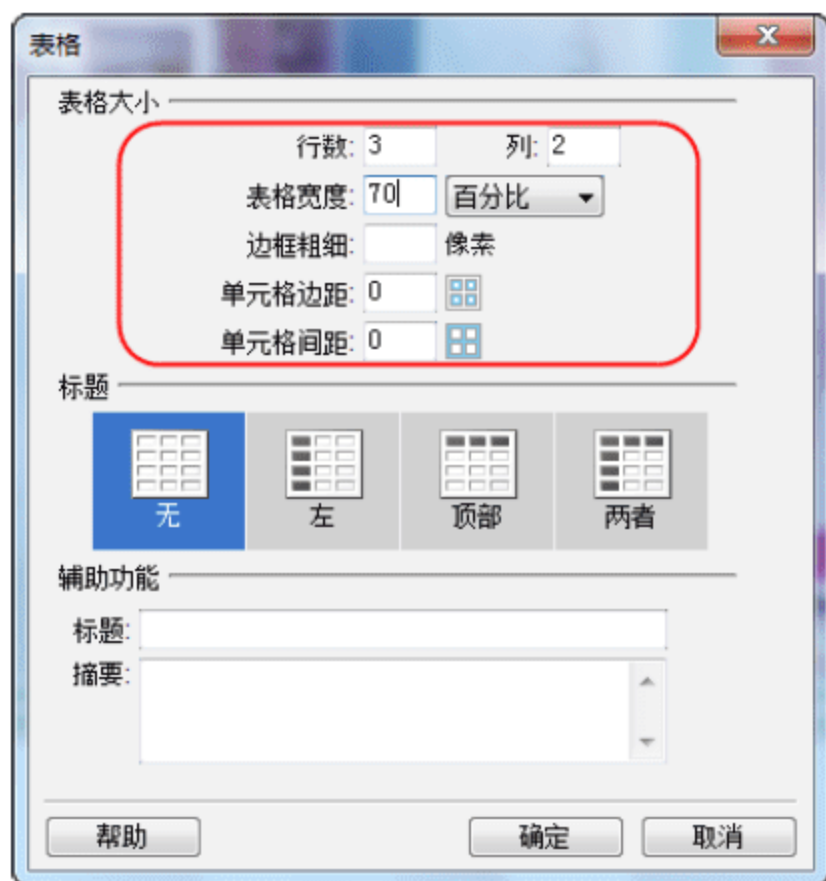 表格
表格大小
行数: 3 列: 2
表格宽度: 70 百分比
边框粗细: 像素
单元格边距: 0
单元格间距: 0
标题
无 左 顶部 两者
辅助功能
标题:
摘要:
帮助 确定 取消